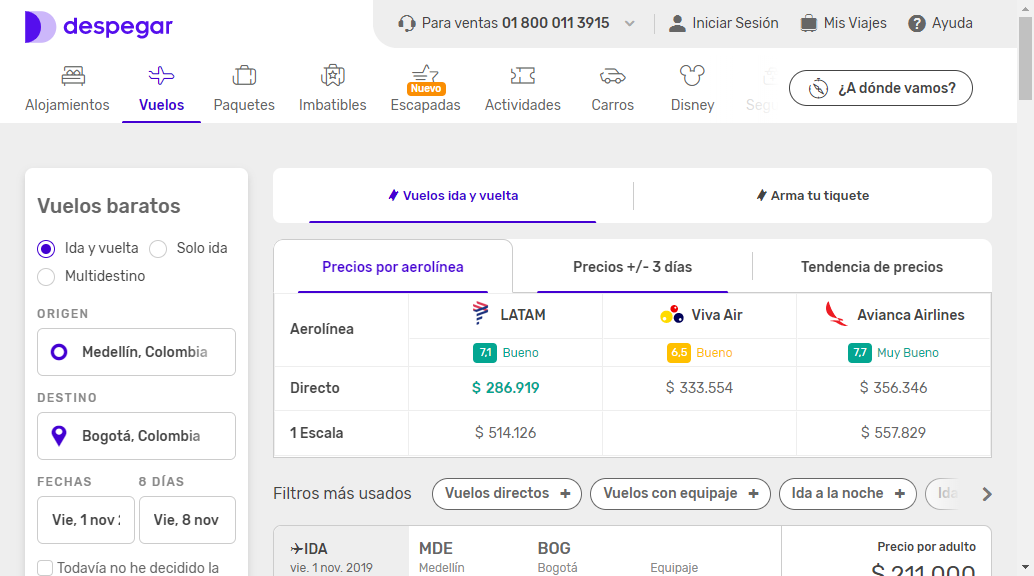 despegar
Para ventas 01 800 011 3915
Iniciar Sesión
Mis Viajes
Ayuda
Alojamientos
Vuelos
Paquetes
Imbatibles
Nuevo
Escapadas
Actividades
Carros
Disney
Seg
¿A dónde vamos?
Vuelos baratos
Ida y vuelta
Solo ida
Multidestino
ORIGEN
Medellín, Colombia
DESTINO
Bogotá, Colombia
FECHAS
8 DÍAS
Vie, 1 nov
Vie, 8 nov
Todavía no he decidido la
Vuelos ida y vuelta
Arma tu tiquete
Precios por aerolínea
Precios +/- 3 días
Tendencia de precios
Aerolínea
LATAM
Viva Air
Avianca Airlines
7,1 Bueno
6,5 Bueno
7,7 Muy Bueno
Directo
$ 286.919
$ 333.554
$ 356.346
1 Escala
$ 514.126
$ 557.829
Filtros más usados
Vuelos directos +
Vuelos con equipaje +
Ida a la noche +
Ida
IDA
MDE
BOG
Precio por adulto
vie. 1 nov. 2019
Medellín
Bogotá
Equipaje
$ 211.000